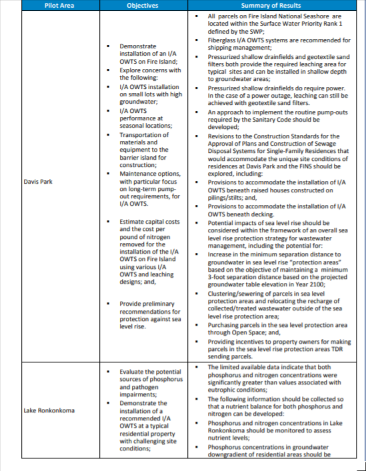 Pilot Area
Objectives
Summary of Results
Davis Park
▪ Demonstrate
installation of an I/A
OWTS on Fire Island;
▪ Explore concerns with
the following:
▪ I/A OWTS installation
on small lots with high
groundwater;
▪ I/A OWTS
performance at
seasonal locations;
▪ Transportation of
materials and
equipment to the
barrier island for
construction;
▪ Maintenance options,
with particular focus
on long-term pump-
out requirements, for
I/A OWTS.
▪ Estimate capital costs
and the cost per
pound of nitrogen
removed for the
installation of the I/A
OWTS on Fire Island
using various I/A
OWTS and leaching
designs; and,
▪ Provide preliminary
recommendations for
protection against sea
level rise.
▪ All parcels on Fire Island National Seashore are
located within the Surface Water Priority Rank 1
defined by the SWP;
▪ Fiberglass I/A OWTS systems are recommended for
shipping management;
▪ Pressurized shallow drainfields and geotextile sand
filters both provide the required leaching area for
typical sites and can be installed in shallow depth
to groundwater areas;
▪ Pressurized shallow drainfields do require power.
In the case of a power outage, leaching can still be
achieved with geotextile sand filters.
▪ An approach to implement the routine pump-outs
required by the Sanitary Code should be
developed;
▪ Revisions to the Construction Standards for the
Approval of Plans and Construction of Sewage
Disposal Systems for Single-Family Residences that
would accommodate the unique site conditions of
residences at Davis Park and the FINS should be
explored, including:
▪ Provisions to accommodate the installation of I/A
OWTS beneath raised houses constructed on
pilings/stilts; and,
▪ Provisions to accommodate the installation of I/A
OWTS beneath decking.
▪ Potential impacts of sea level rise should be
considered within the framework of an overall sea
level rise protection strategy for wastewater
management, including the potential for:
▪ Increase in the minimum separation distance to
groundwater in sea level rise "protection areas"
based on the objective of maintaining a minimum
3-foot separation distance based on the projected
groundwater table elevation in Year 2100;
▪ Clustering/sewering of parcels in sea level
protection areas and relocating the recharge of
collected/treated wastewater outside of the sea
level rise protection area;
▪ Purchasing parcels in the sea level protection area
through Open Space; and,
▪ Providing incentives to property owners for making
parcels in the sea level rise protection areas TDR
sending parcels.
Lake Ronkonkoma
▪ Evaluate the potential
sources of phosphorus
and pathogen
impairments;
▪ Demonstrate the
installation of a
recommended I/A
OWTS at a typical
residential property
with challenging site
conditions;
▪ The limited available data indicate that both
phosphorus and nitrogen concentrations were
significantly greater than values associated with
eutrophic conditions;
▪ The following information should be collected so
that a nutrient balance for both phosphorus and
nitrogen can be developed:
▪ Phosphorus and nitrogen concentrations in Lake
Ronkonkoma should be monitored to assess
nutrient levels;
▪ Phosphorus concentrations in groundwater
downgradient of residential areas should be